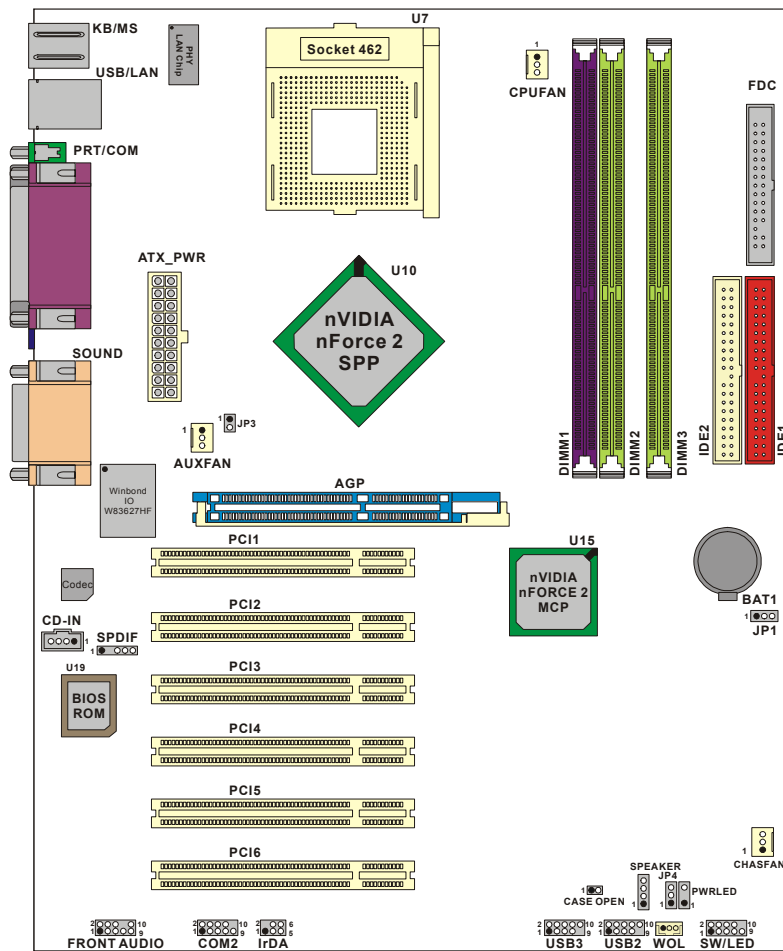 U7
KB/MS
PHY
LAN Chip
Socket 462
1
CPUFAN
USB/LAN
FDC
PRT/COM
ATX_PWR
U10
nVIDIA
nForce 2
SPP
SOUND
1
JP3
1
AUXFAN
DIMM1
DIMM2
DIMM3
IDE2
IDE1
Winbond
IO
W83627HF
AGP
PCI1
U15
nVIDIA
nFORCE 2
MCP
Codec
BAT1
1
JP1
PCI2
CD-IN
1
SPDIF
1
U19
BIOS
ROM
PCI3
PCI4
PCI5
PCI6
1
CHASFAN
SPEAKER
1
JP4
1
PWRLED
1
1
CASE OPEN
2 10
1 9
FRONT AUDIO
2 10
1 9
COM2
2 6
1 5
IrDA
2 10
1 9
USB3
2 10
1 9
USB2
1
WOL
2 10
1 9
SW/LED